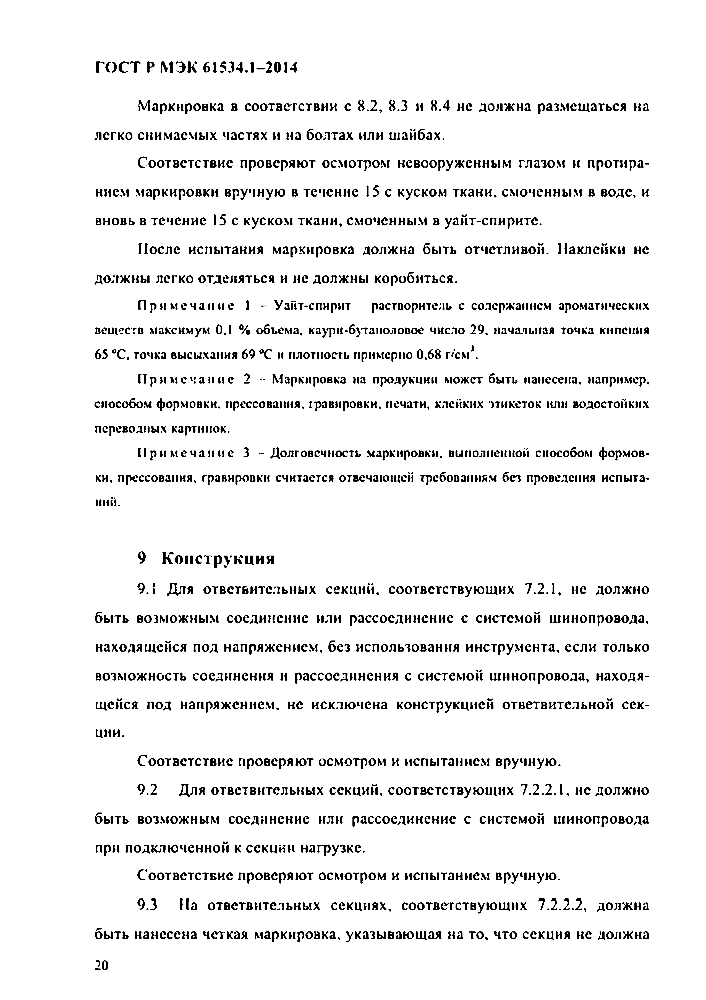 ГОСТ Р МЭК 61534.1–2014
Маркировка в соответствии с 8.2, 8.3 и 8.4 не должна размещаться на
легко снимаемых частях и на болтах или шайбах.
Соответствие проверяют осмотром невооруженным глазом и протира-
нием маркировки вручную в течение 15 с куском ткани, смоченным в воде, и
вновь в течение 15 с куском ткани, смоченным в уайт-спирите.
После испытания маркировка должна быть отчетливой. Наклейки не
должны легко отделяться и не должны коробиться.
Примечание 1 – Уайт-спирит растворитель с содержанием ароматических
веществ максимум 0,1 % объема, каури-бутаноловое число 29, начальная точка кипения
65 °С, точка высыхания 69 °С и плотность примерно 0,68 г/см³.
Примечание 2 – Маркировка на продукции может быть нанесена, например,
способом формовки, прессования, гравировки, печати, клейких этикеток или водостойких
переводных картинок.
Примечание 3 – Долговечность маркировки, выполненной способом формов-
ки, прессования, гравировки считается отвечающей требованиям без проведения испыта-
ний.
9 Конструкция
9.1 Для ответвительных секций, соответствующих 7.2.1, не должно
быть возможным соединение или рассоединение с системой шинопровода,
находящейся под напряжением, без использования инструмента, если только
возможность соединения и рассоединения с системой шинопровода, находя-
щейся под напряжением, не исключена конструкцией ответвительной сек-
ции.
Соответствие проверяют осмотром и испытанием вручную.
9.2 Для ответвительных секций, соответствующих 7.2.2.1, не должно
быть возможным соединение или рассоединение с системой шинопровода
при подключенной к секции нагрузке.
Соответствие проверяют осмотром и испытанием вручную.
9.3 На ответвительных секциях, соответствующих 7.2.2.2, должна
быть нанесена четкая маркировка, указывающая на то, что секция не должна
20